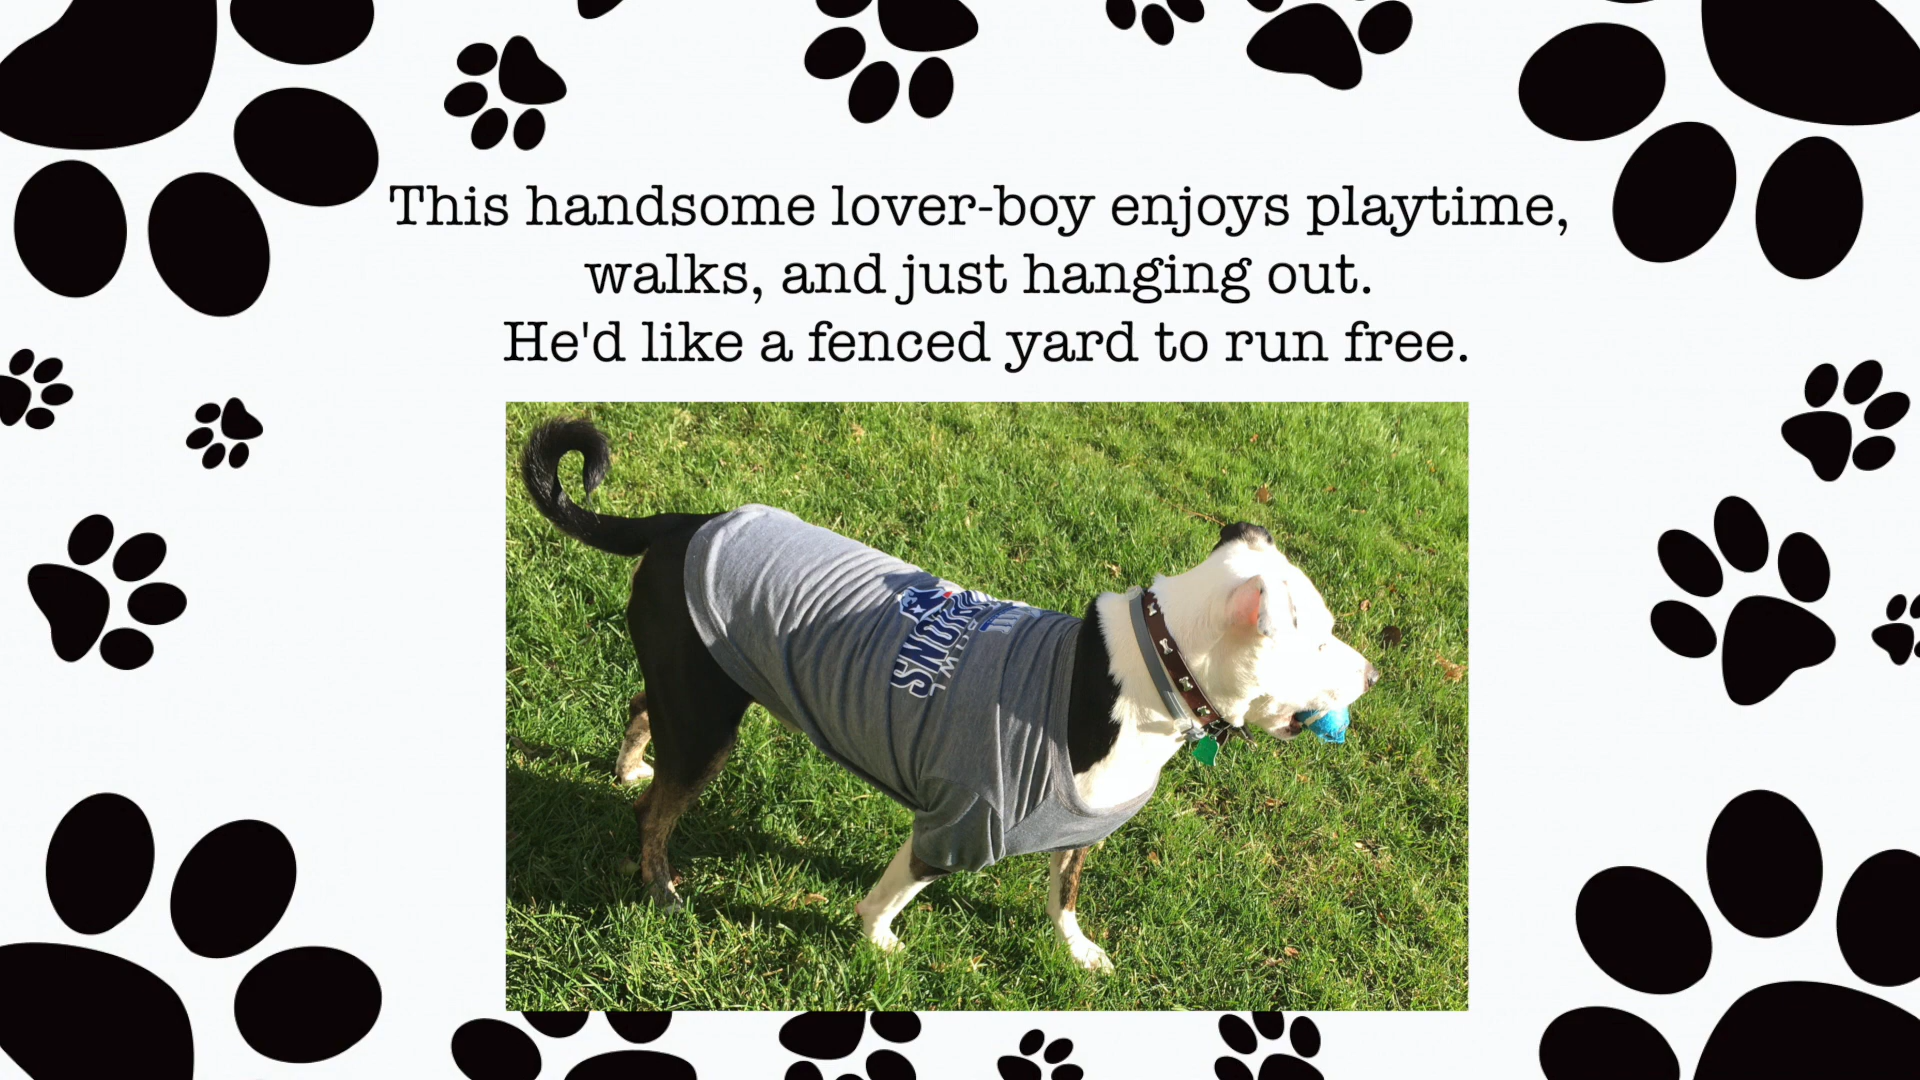 This handsome lover-boy enjoys playtime,
walks, and just hanging out.
He'd like a fenced yard to run free.